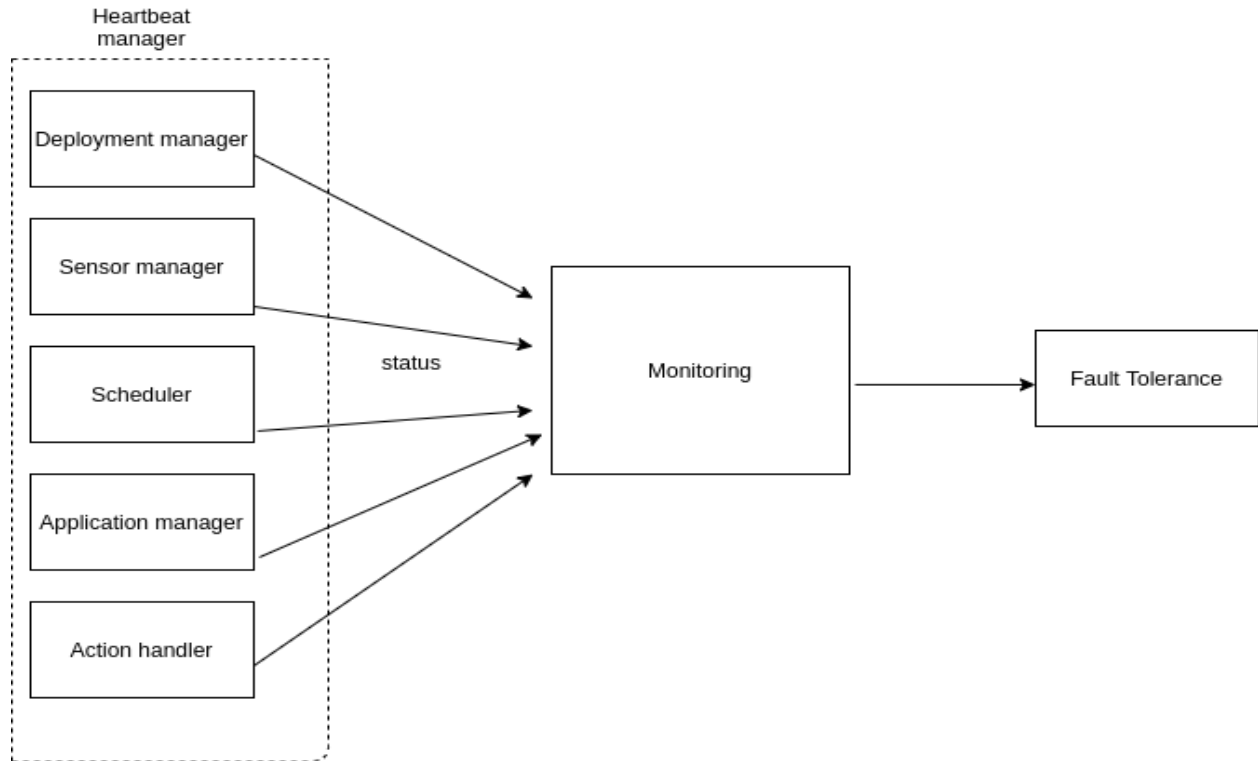 Heartbeat
manager
Deployment manager
Sensor manager
status
Scheduler
Monitoring
Fault Tolerance
Application manager
Action handler